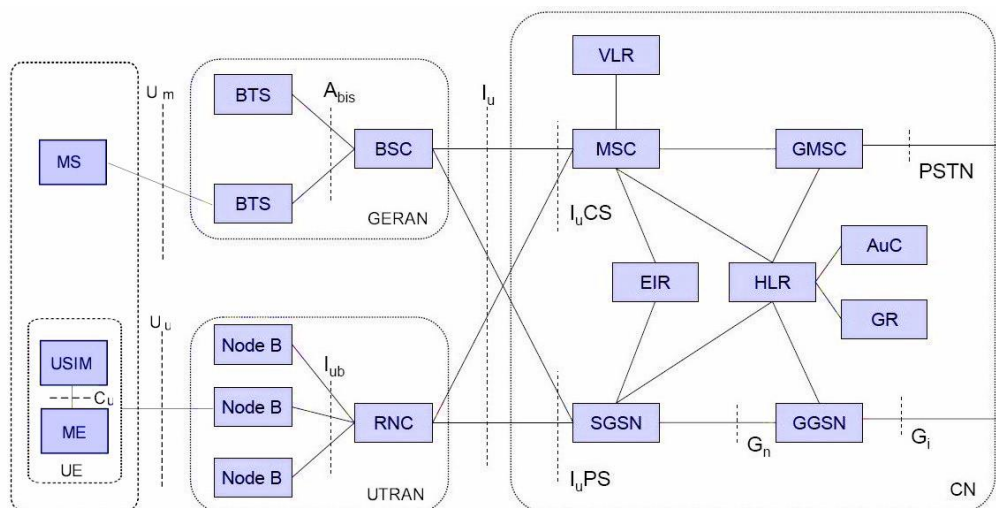 VLR
U m
BTS
A bis
I u
MS
BSC
MSC
GMSC
PSTN
BTS
GERAN
I u CS
AuC
EIR
HLR
GR
U u
Node B
USIM
I ub
C u
Node B
ME
RNC
SGSN
GGSN
G n
G i
UE
Node B
UTRAN
I u PS
CN